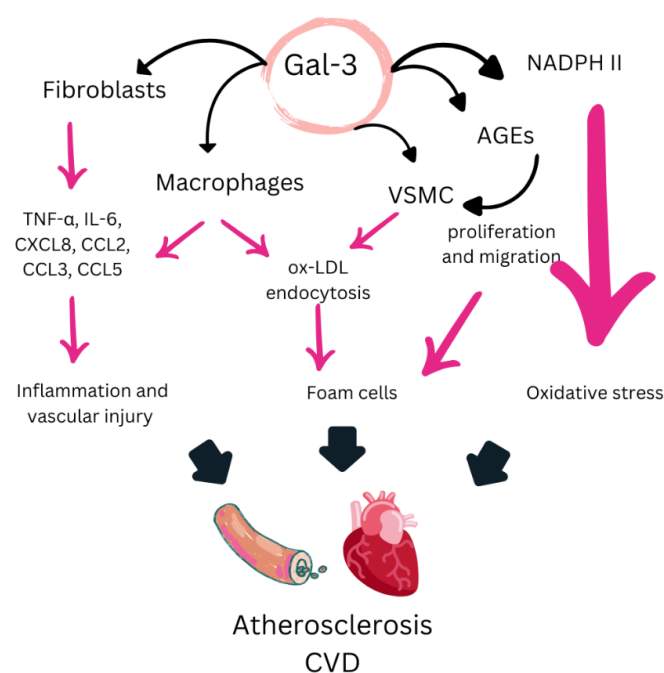 Gal-3
NADPH II
Fibroblasts
AGEs
Macrophages
VSMC
TNF-α, IL-6,
CXCL8, CCL2,
CCL3, CCL5
proliferation
and migration
ox-LDL
endocytosis
Inflammation and
vascular injury
Foam cells
Oxidative stress
Atherosclerosis
CVD